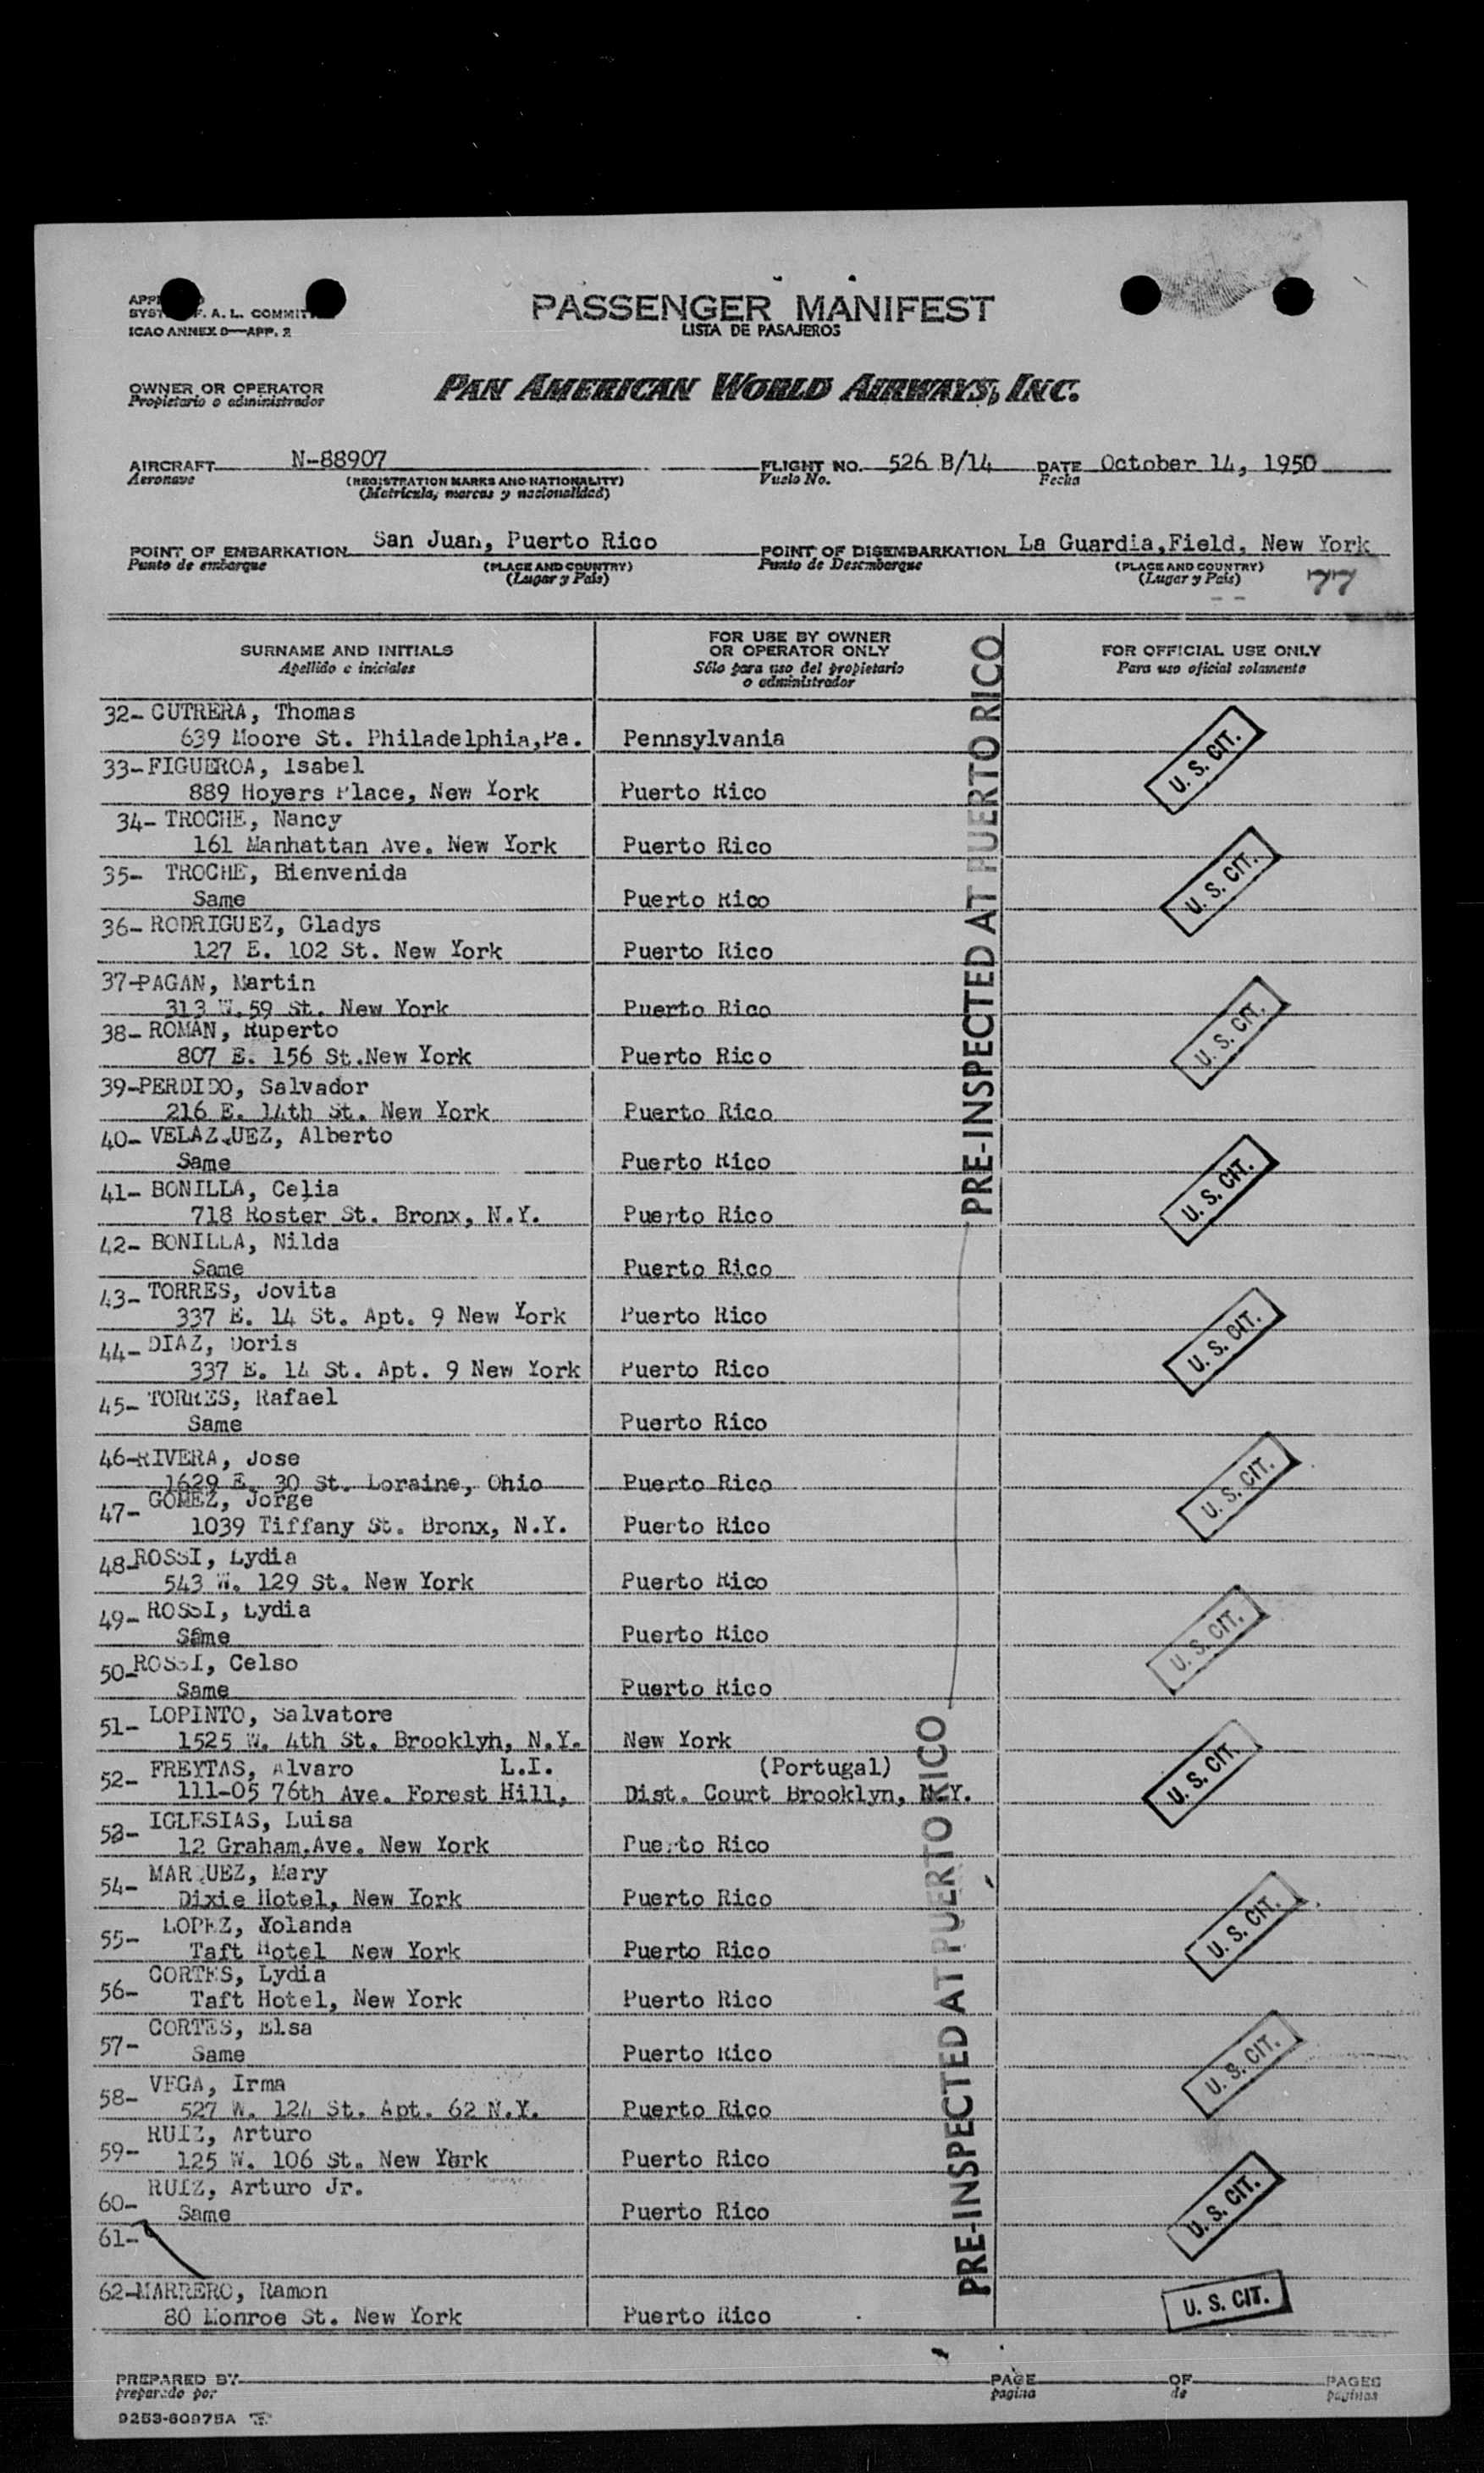 PASSENGER MANIFEST
LISTA DE PASAJEROS
F. A. L. COMMIT
ICAO ANNEX 9—APP. 2
OWNER OR OPERATOR
Propietario o administrador
PAN AMERICAN WORLD AIRWAYS, INC.
AIRCRAFT N-88907 FLIGHT NO. 526 B/14 DATE October 14, 1950
Aeronave (REGISTRATION MARKS AND NATIONALITY) Vuelo No. Fecha
(Matricula, marcas y nacionalidad)
POINT OF EMBARKATION San Juan, Puerto Rico POINT OF DISEMBARKATION La Guardia,Field, New York
Punto de embarque (PLACE AND COUNTRY) Punto de Desembarque (PLACE AND COUNTRY)
(Lugar y País) (Lugar y País) 77
SURNAME AND INITIALS
Apellido e iniciales
FOR USE BY OWNER
OR OPERATOR ONLY
Sólo para uso del propietario
o administrador
FOR OFFICIAL USE ONLY
Para uso oficial solamente
32- CUTRERA, Thomas
639 Moore St. Philadelphia,Pa. Pennsylvania
U. S. CIT.
33-FIGUEROA, Isabel
889 Hoyers Place, New York Puerto Rico
34- TROCHE, Nancy
161 Manhattan Ave. New York Puerto Rico
35- TROCHE, Bienvenida
Same Puerto Rico
U. S. CIT.
36- RODRIGUEZ, Gladys
127 E. 102 St. New York Puerto Rico
37-PAGAN, Martin
313 W.59 St. New York Puerto Rico
38- ROMAN, Ruperto
807 E. 156 St.New York Puerto Rico
U. S. CIT.
39-PERDIDO, Salvador
216 E. 14th St. New York Puerto Rico
40- VELAZQUEZ, Alberto
Same Puerto Rico
41- BONILLA, Celia
718 Roster St. Bronx, N.Y. Puerto Rico
U. S. CIT.
PRE-INSPECTED AT PUERTO RICO
42- BONILLA, Nilda
Same Puerto Rico
43- TORRES, Jovita
337 E. 14 St. Apt. 9 New York Puerto Rico
44- DIAZ, Doris
337 E. 14 St. Apt. 9 New York Puerto Rico
U. S. CIT.
45- TORRES, Rafael
Same Puerto Rico
46-RIVERA, Jose
1629 E. 30 St. Loraine, Ohio Puerto Rico
47- GOMEZ, Jorge
1039 Tiffany St. Bronx, N.Y. Puerto Rico
U. S. CIT.
48-ROSSI, Lydia
543 W. 129 St. New York Puerto Rico
49- ROSSI, Lydia
Same Puerto Rico
U. S. CIT.
50-ROSSI, Celso
Same Puerto Rico
51- LOPINTO, Salvatore
1525 W. 4th St. Brooklyh, N.Y. New York
52- FREYTAS, Alvaro L.I. (Portugal)
111-05 76th Ave. Forest Hill, Dist. Court Brooklyn, N.Y.
U. S. CIT.
53- IGLESIAS, Luisa
12 Graham.Ave. New York Puerto Rico
54- MARQUEZ, Mary
Dixie Hotel, New York Puerto Rico
55- LOPEZ, Yolanda
Taft Hotel New York Puerto Rico
U. S. CIT.
56- CORTES, Lydia
Taft Hotel, New York Puerto Rico
57- CORTES, Elsa
Same Puerto Rico
U. S. CIT.
58- VEGA, Irma
527 W. 124 St. Apt. 62 N.Y. Puerto Rico
59- RUIZ, Arturo
125 W. 106 St. New York Puerto Rico
60- RUIZ, Arturo Jr.
Same Puerto Rico
U. S. CIT.
PRE-INSPECTED AT PUERTO RICO
61-
62-MARRERO, Ramon
80 Monroe St. New York Puerto Rico
U. S. CIT.
PREPARED BY PAGE OF PAGES
preparado por pagina de páginas
9253-60975A